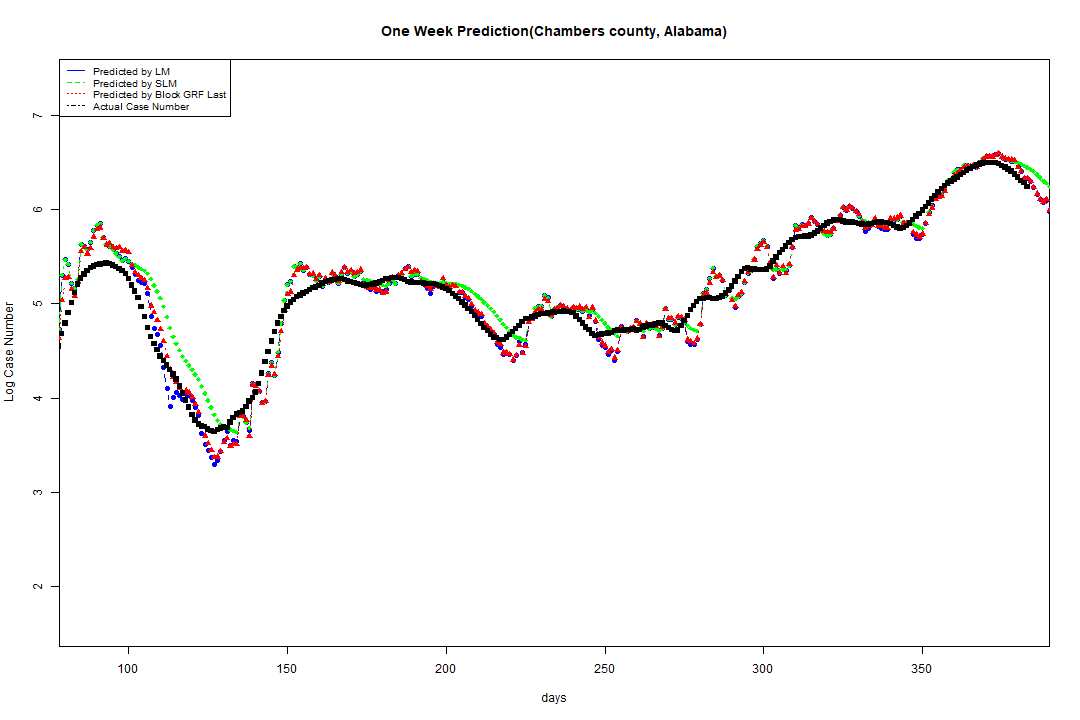 One Week Prediction(Chambers county, Alabama)
Predicted by LM
Predicted by SLM
Predicted by Block GRF Last
Actual Case Number
7
6
5
4
3
2
Log Case Number
100 150 200 250 300 350
days